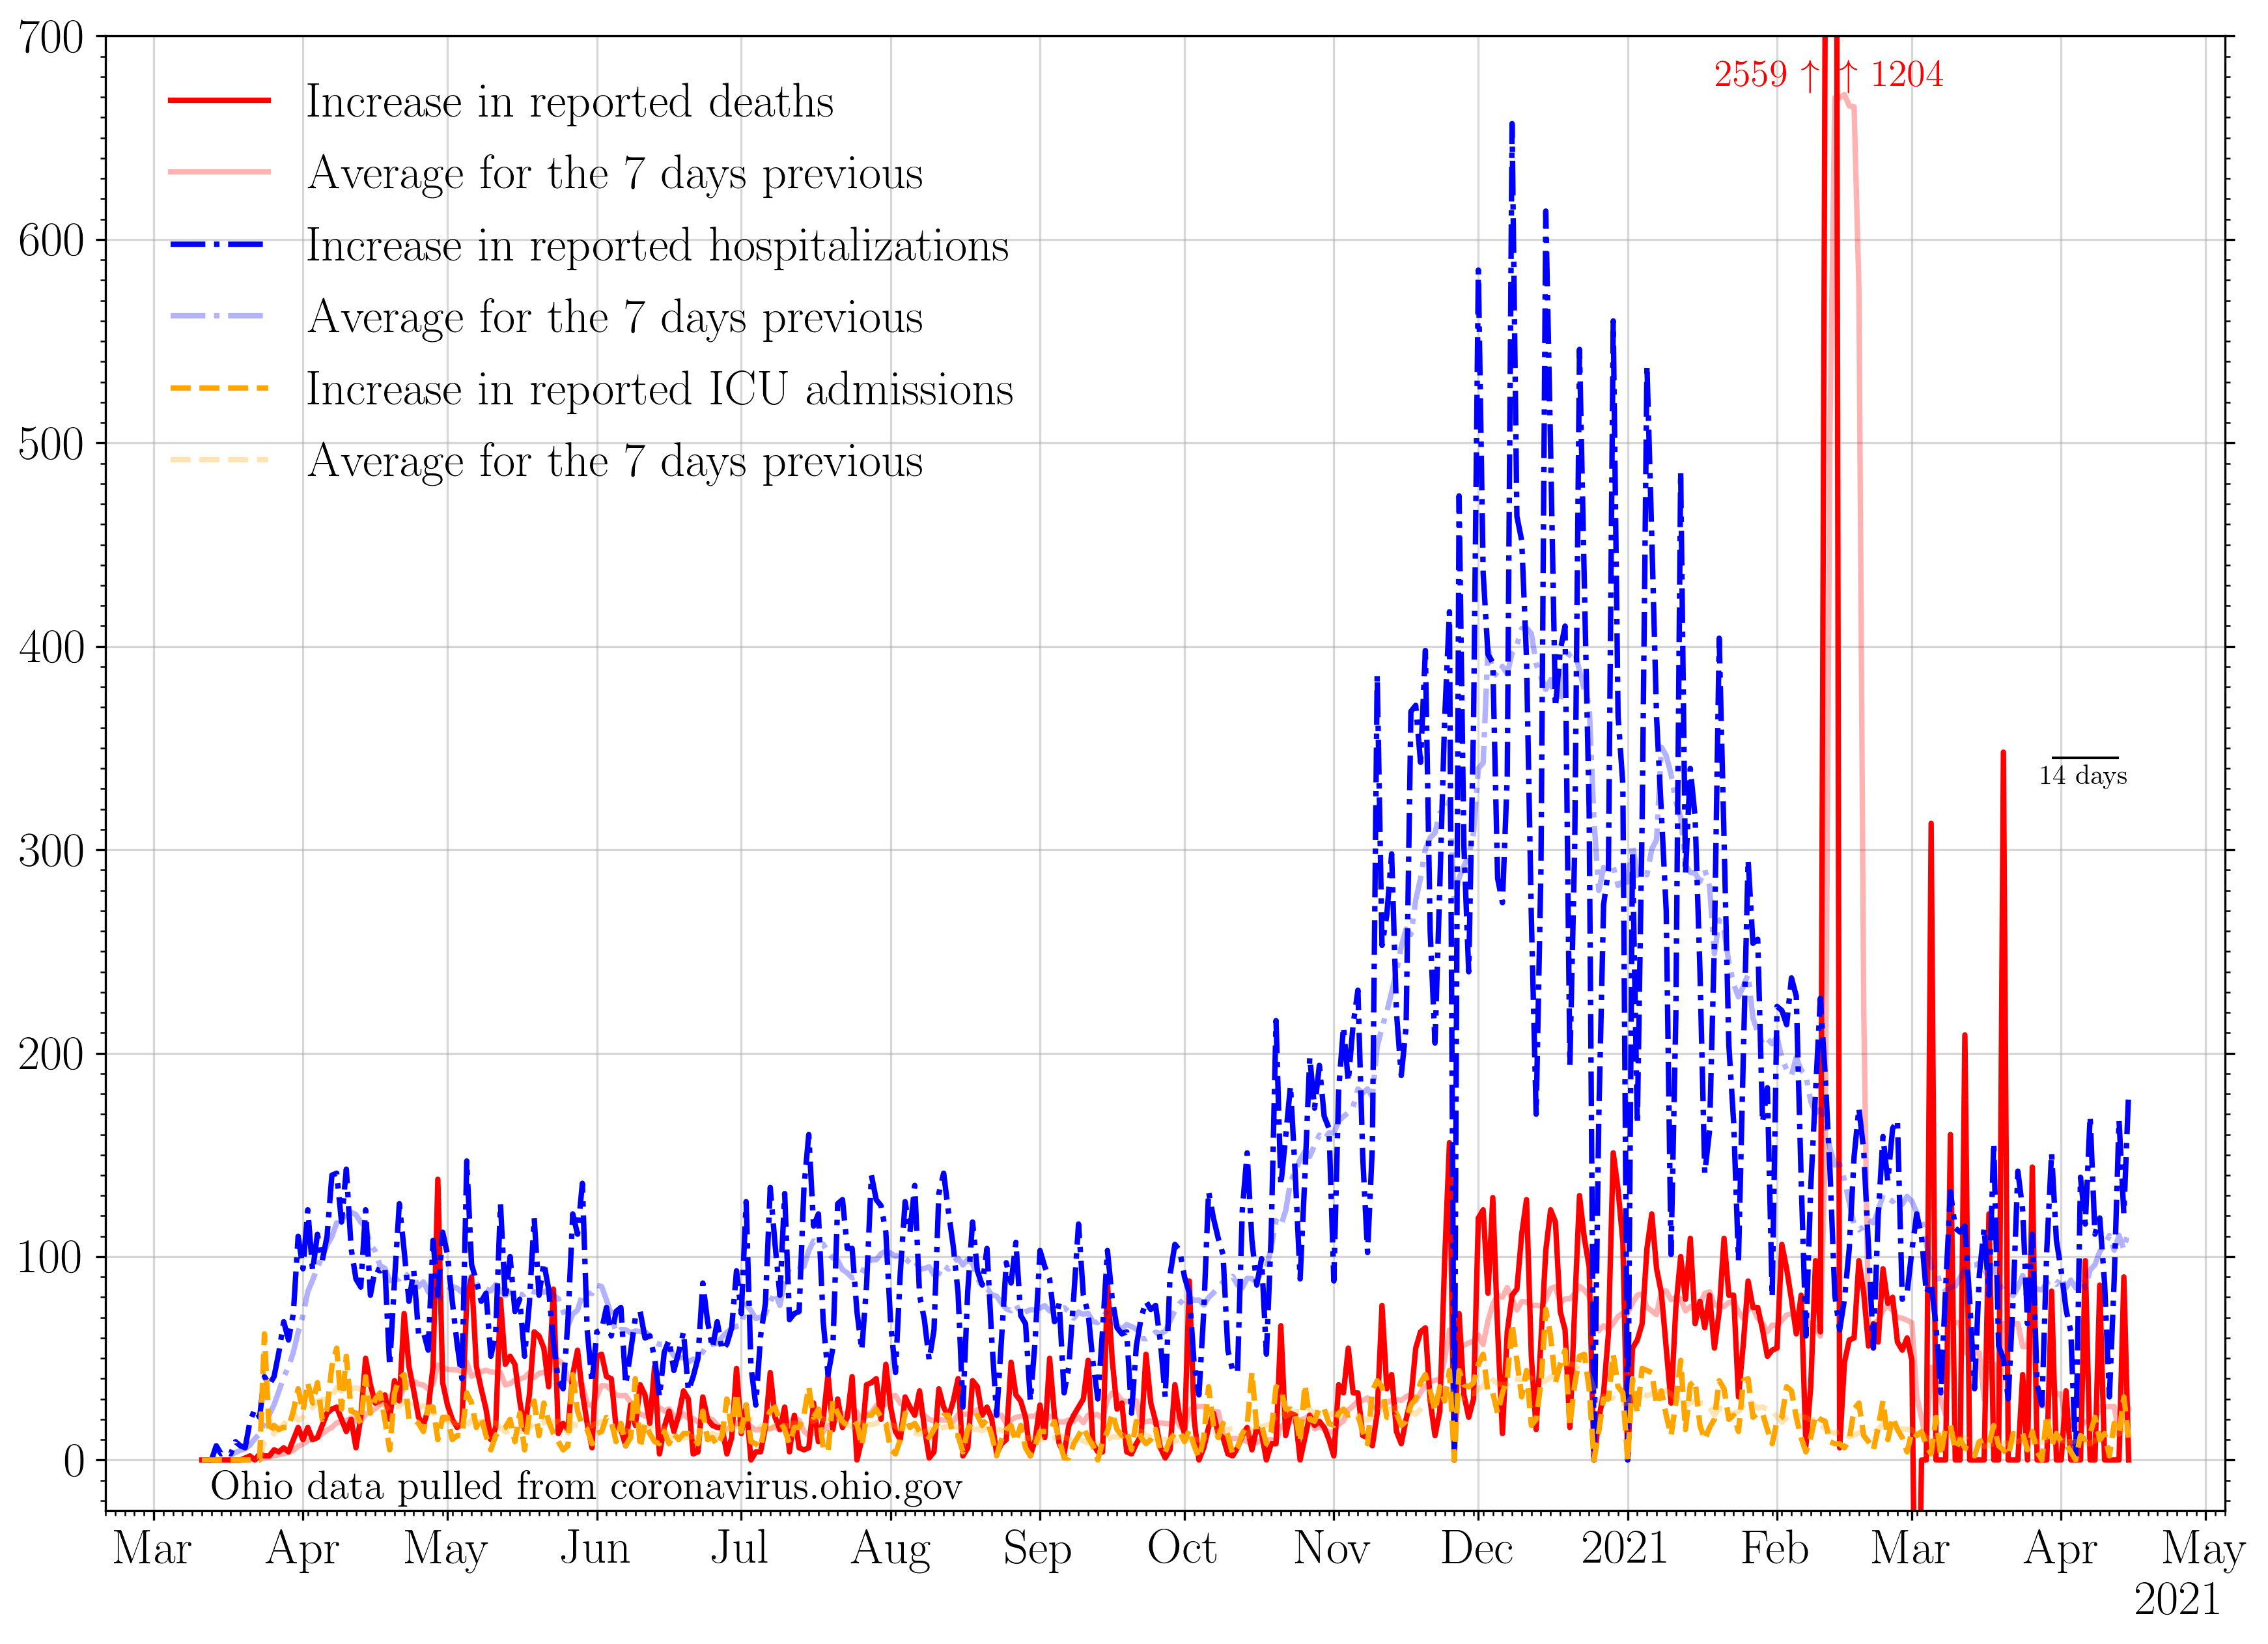 700
600
500
400
300
200
100
0
2559 ↑ ↑ 1204
Increase in reported deaths
Average for the 7 days previous
Increase in reported hospitalizations
Average for the 7 days previous
Increase in reported ICU admissions
Average for the 7 days previous
14 days
Ohio data pulled from coronavirus.ohio.gov
Mar Apr May Jun Jul Aug Sep Oct Nov Dec 2021 Feb Mar Apr May
2021